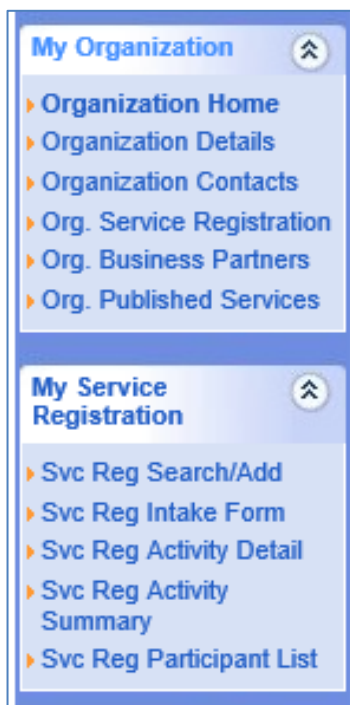 My Organization
Organization Home
Organization Details
Organization Contacts
Org. Service Registration
Org. Business Partners
Org. Published Services
My Service
Registration
Svc Reg Search/Add
Svc Reg Intake Form
Svc Reg Activity Detail
Svc Reg Activity
Summary
Svc Reg Participant List